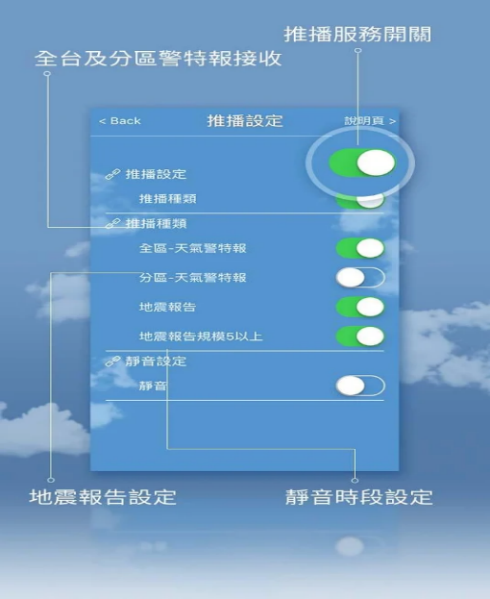 推播服務開關
全台及分區警特報接收
< Back 推播設定 說明頁 >
推播設定
推播種類
推播種類
全區-天氣警特報
分區-天氣警特報
地震報告
地震報告規模5以上
靜音設定
靜音
地震報告設定 靜音時段設定